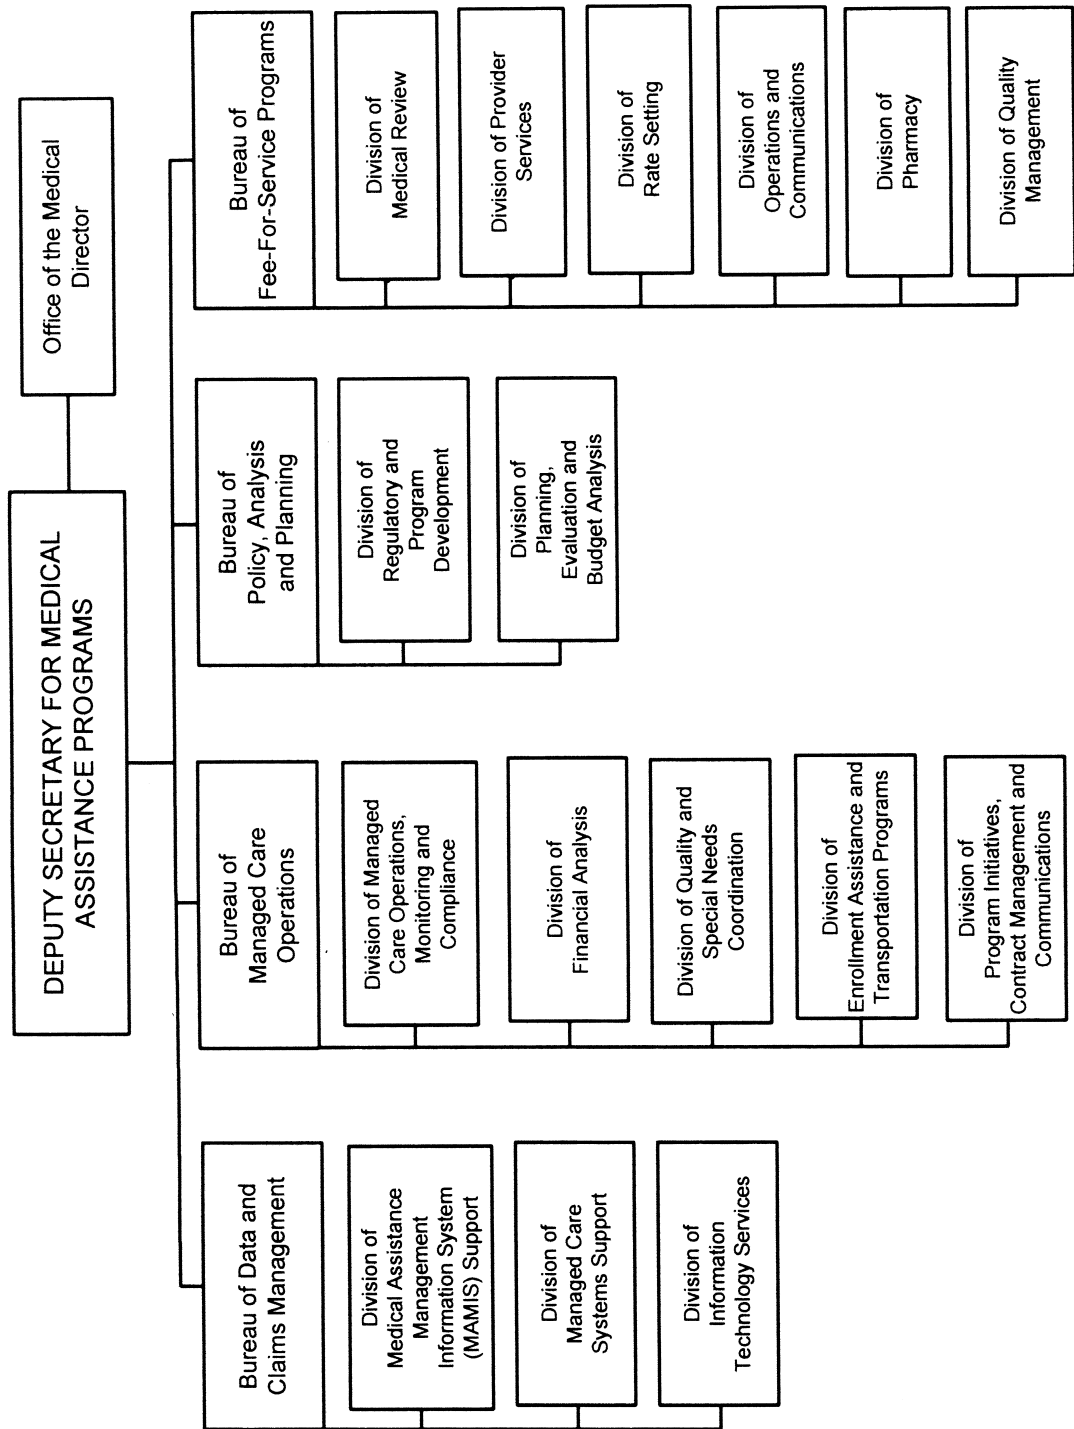 DEPUTY SECRETARY FOR MEDICAL
ASSISTANCE PROGRAMS
Office of the Medical
Director
Bureau of Data and
Claims Management
Division of
Medical Assistance
Management
Information System
(MAMIS) Support
Division of
Managed Care
Systems Support
Division of
Information
Technology Services
Bureau of
Managed Care
Operations
Division of Managed
Care Operations,
Monitoring and
Compliance
Division of
Financial Analysis
Division of Quality and
Special Needs
Coordination
Division of
Enrollment Assistance and
Transportation Programs
Division of
Program Initiatives,
Contract Management and
Communications
Bureau of
Policy, Analysis
and Planning
Division of
Regulatory and
Program
Development
Division of
Planning,
Evaluation and
Budget Analysis
Bureau of
Fee-For-Service Programs
Division of
Medical Review
Division of Provider
Services
Division of
Rate Setting
Division of
Operations and
Communications
Division of
Pharmacy
Division of Quality
Management